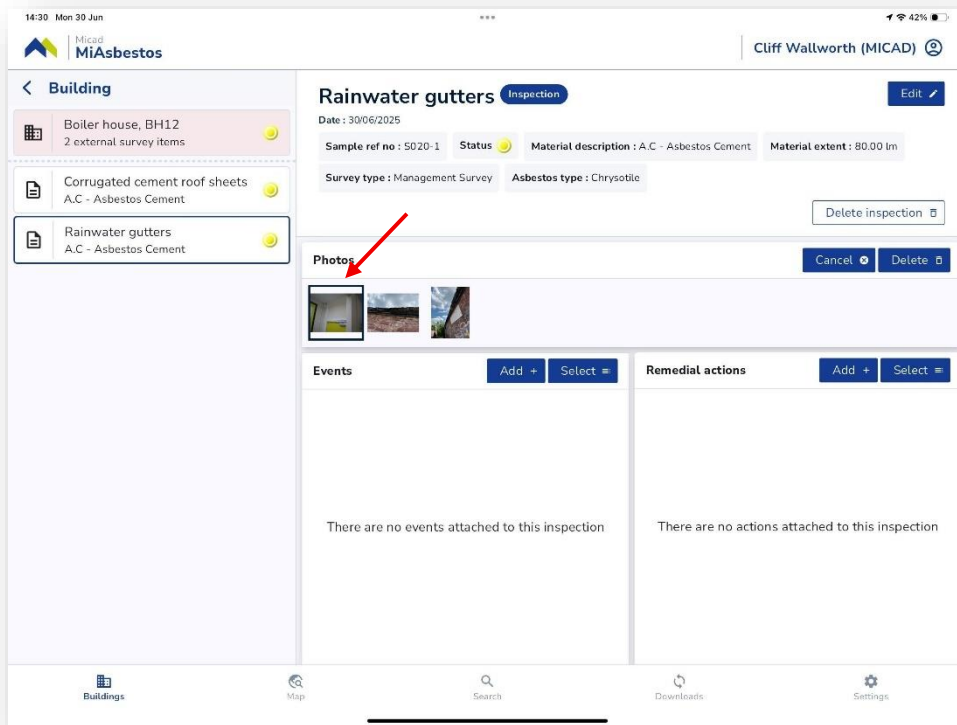 14:30 Mon 30 Jun
42%
Micad
MiAsbestos
Cliff Wallworth (MICAD)
Building
Boiler house, BH12
2 external survey items
Corrugated cement roof sheets
A.C - Asbestos Cement
Rainwater gutters
A.C - Asbestos Cement
Rainwater gutters Inspection
Edit
Date : 30/06/2025
Sample ref no : S020-1 Status Material description : A.C - Asbestos Cement Material extent : 80.00 lm
Survey type : Management Survey Asbestos type : Chrysotile
Delete inspection
Photos
Cancel Delete
Events Add + Select
There are no events attached to this inspection
Remedial actions Add + Select
There are no actions attached to this inspection
Buildings Map Search Downloads Settings